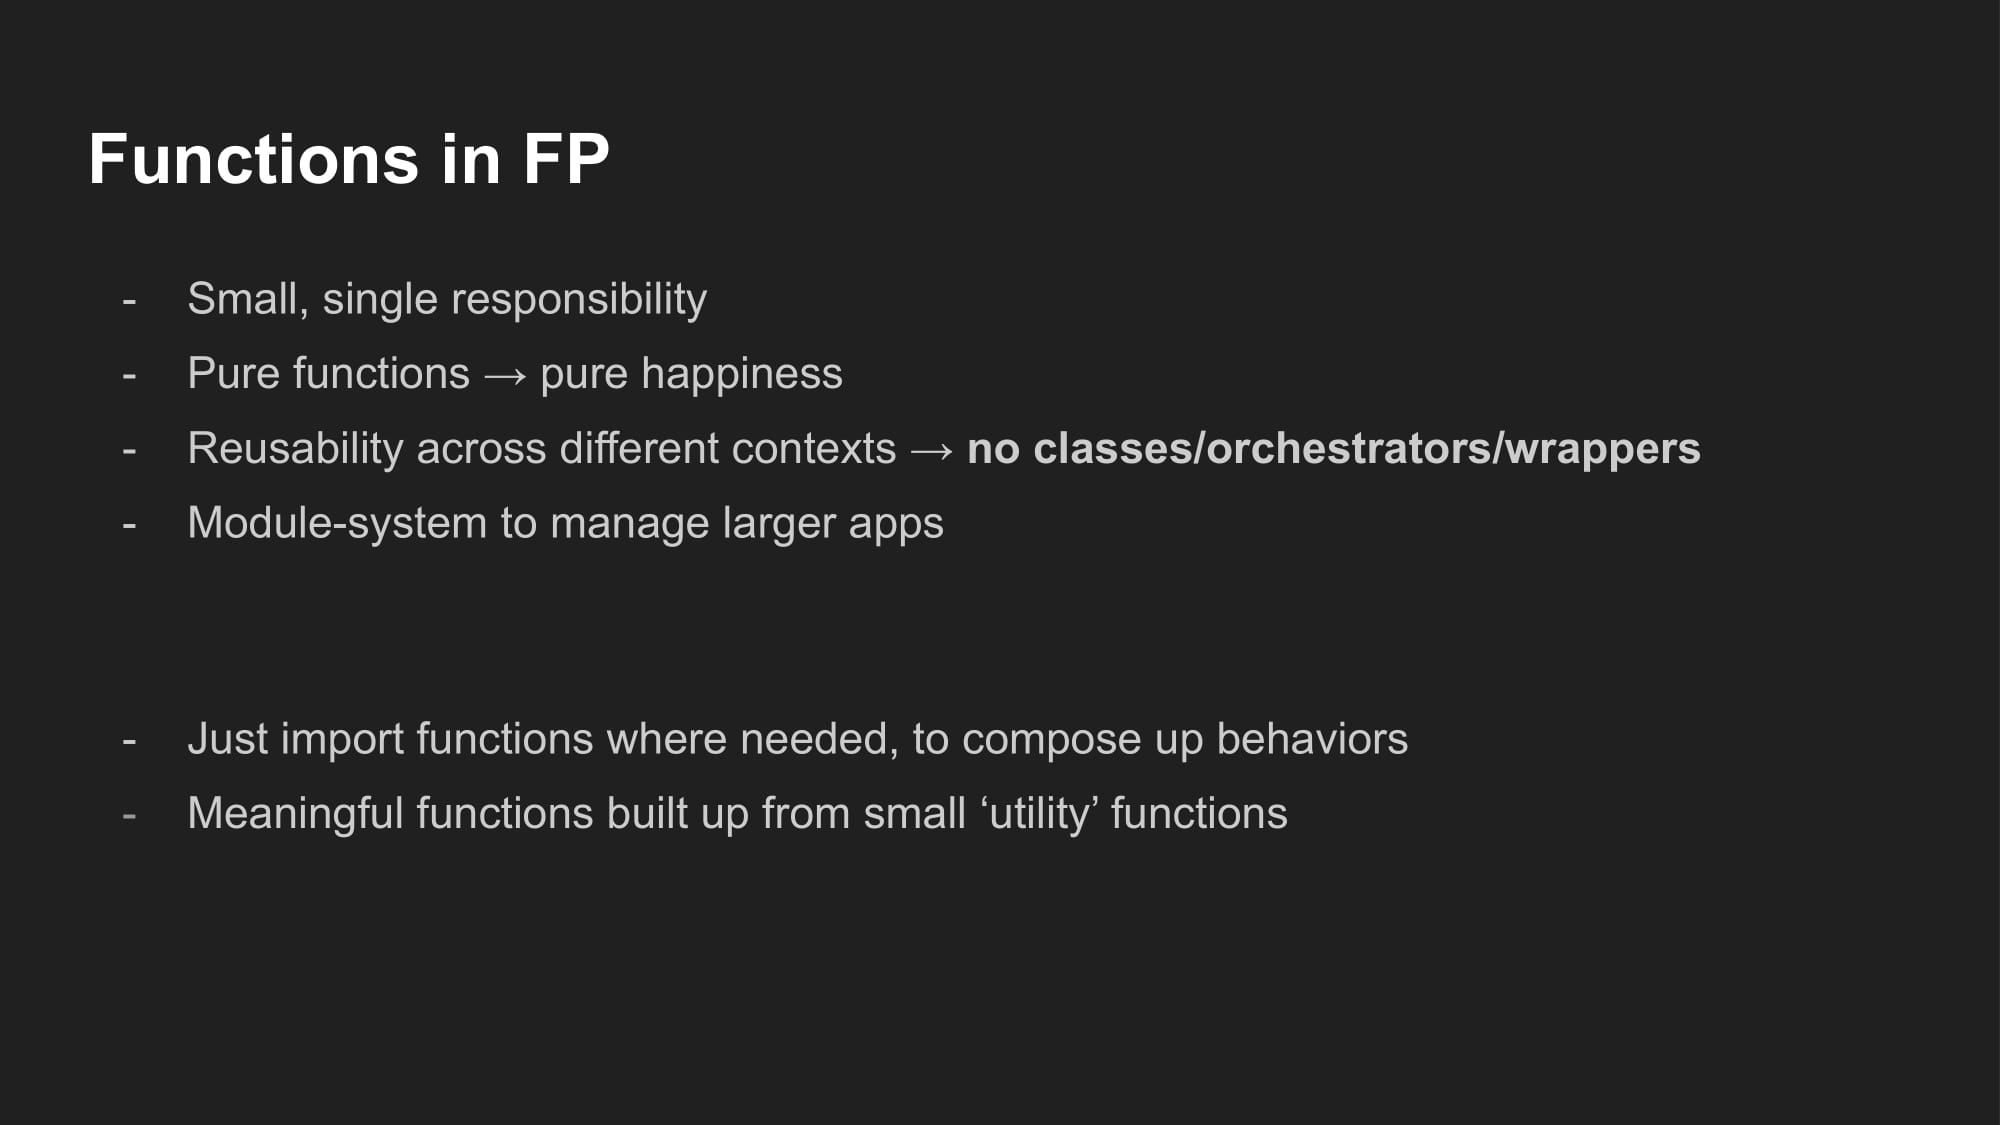 Functions in FP
- Small, single responsibility
- Pure functions → pure happiness
- Reusability across different contexts → no classes/orchestrators/wrappers
- Module-system to manage larger apps
- Just import functions where needed, to compose up behaviors
- Meaningful functions built up from small ‘utility’ functions